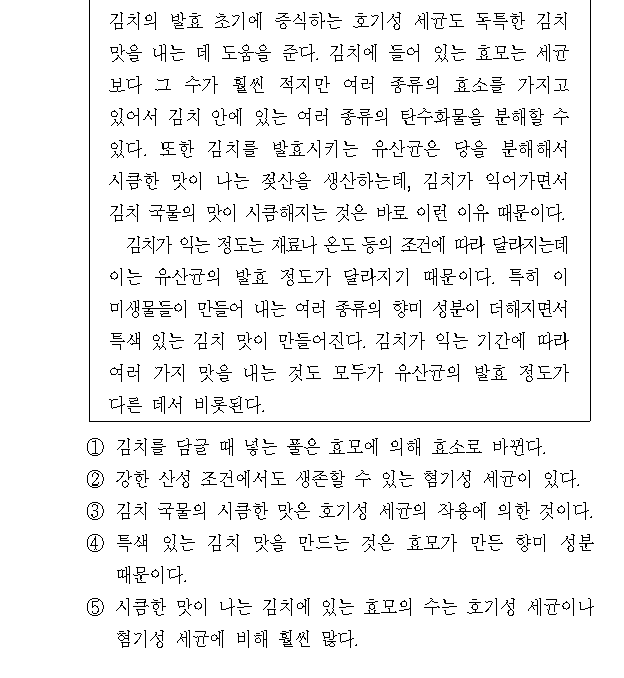 김치의 발효 초기에 증식하는 호기성 세균도 독특한 김치
맛을 내는 데 도움을 준다. 김치에 들어 있는 효모는 세균
보다 그 수가 훨씬 적지만 여러 종류의 효소를 가지고
있어서 김치 안에 있는 여러 종류의 탄수화물을 분해할 수
있다. 또한 김치를 발효시키는 유산균은 당을 분해해서
시큼한 맛이 나는 젖산을 생산하는데, 김치가 익어가면서
김치 국물의 맛이 시큼해지는 것은 바로 이런 이유 때문이다.
김치가 익는 정도는 재료나 온도 등의 조건에 따라 달라지는데
이는 유산균의 발효 정도가 달라지기 때문이다. 특히 이
미생물들이 만들어 내는 여러 종류의 향미 성분이 더해지면서
특색 있는 김치 맛이 만들어진다. 김치가 익는 기간에 따라
여러 가지 맛을 내는 것도 모두가 유산균의 발효 정도가
다른 데서 비롯된다.
① 김치를 담글 때 넣는 풀은 효모에 의해 효소로 바뀐다.
② 강한 산성 조건에서도 생존할 수 있는 혐기성 세균이 있다.
③ 김치 국물의 시큼한 맛은 호기성 세균의 작용에 의한 것이다.
④ 특색 있는 김치 맛을 만드는 것은 효모가 만든 향미 성분
때문이다.
⑤ 시큼한 맛이 나는 김치에 있는 효모의 수는 호기성 세균이나
혐기성 세균에 비해 훨씬 많다.